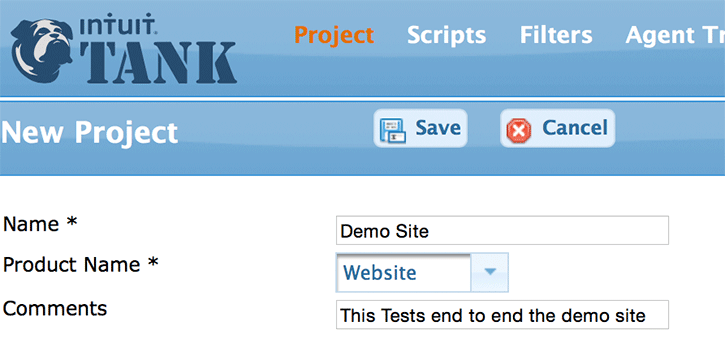 intuit.
TANK
Project Scripts Filters Agent Tr
New Project Save Cancel
Name * Demo Site
Product Name * Website
Comments This Tests end to end the demo site